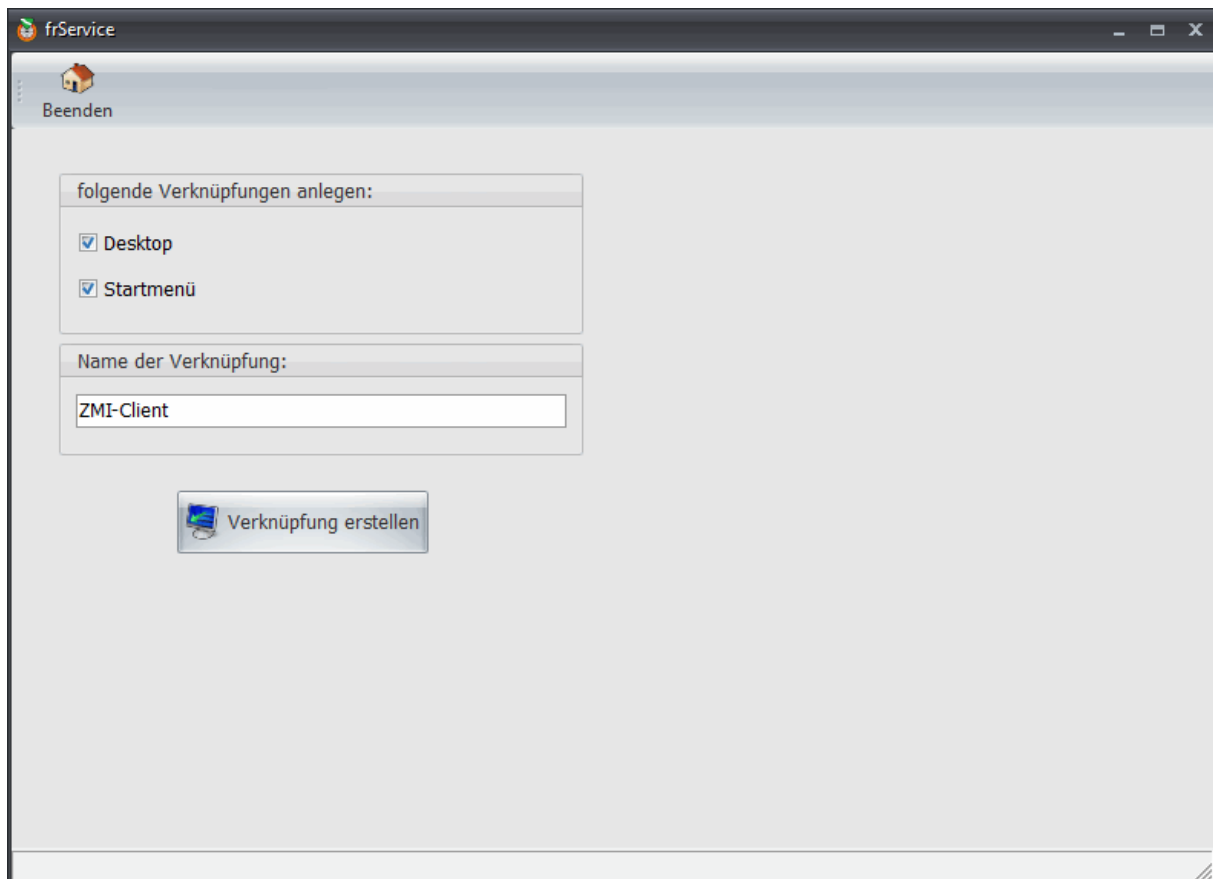 frService
Beenden
folgende Verknüpfungen anlegen:
Desktop
Startmenü
Name der Verknüpfung:
ZMI-Client
Verknüpfung erstellen